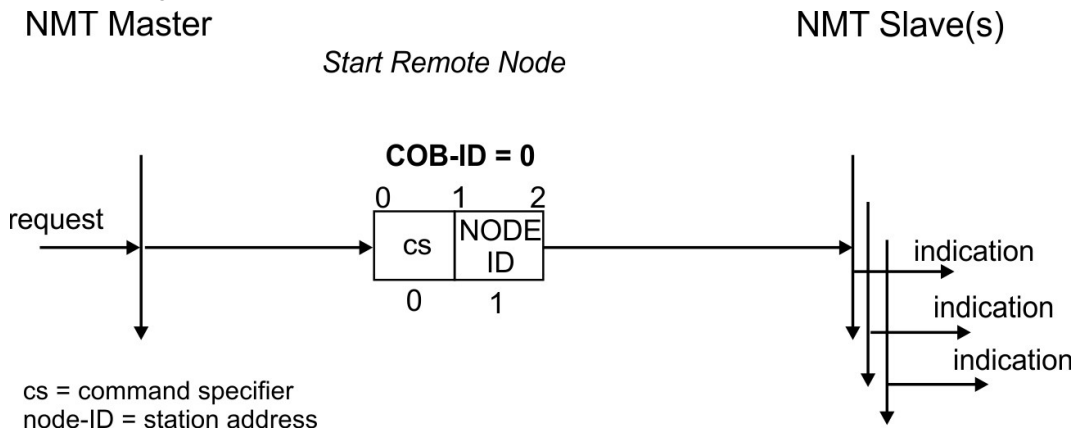 NMT Master
NMT Slave(s)
Start Remote Node
COB-ID = 0
0 1 2
request
cs
NODE
ID
0 1
indication
indication
indication
cs = command specifier
node-ID = station address